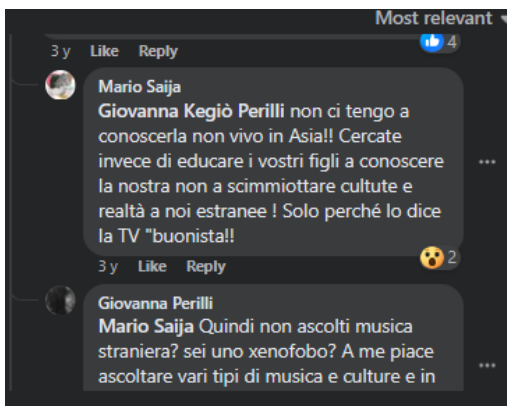 Most relevant
3 y Like Reply 4
Mario Saija
Giovanna Kegiò Perilli non ci tengo a
conoscerla non vivo in Asia!! Cercate
invece di educare i vostri figli a conoscere
la nostra non a scimmiottare cultute e
realtà a noi estranee ! Solo perché lo dice
la TV "buonista!!
2
3 y Like Reply
Giovanna Perilli
Mario Saija Quindi non ascolti musica
straniera? sei uno xenofobo? A me piace
ascoltare vari tipi di musica e culture e in